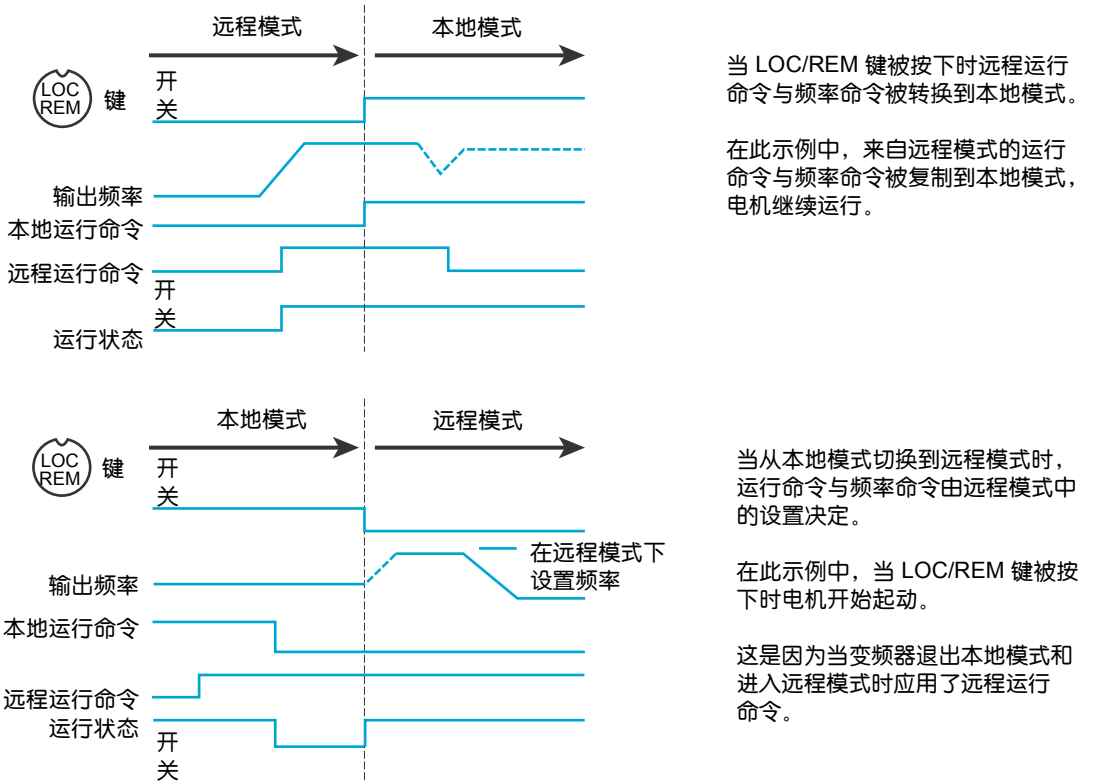 远程模式
本地模式
LOC
REM
键
开
关
输出频率
本地运行命令
远程运行命令
开
关
运行状态
当 LOC/REM 键被按下时远程运行
命令与频率命令被转换到本地模式。
在此示例中，来自远程模式的运行
命令与频率命令被复制到本地模式，
电机继续运行。
本地模式
远程模式
LOC
REM
键
开
关
在远程模式下
设置频率
输出频率
本地运行命令
远程运行命令
运行状态
开
关
当从本地模式切换到远程模式时，
运行命令与频率命令由远程模式中
的设置决定。
在此示例中，当 LOC/REM 键被按
下时电机开始起动。
这是因为当变频器退出本地模式和
进入远程模式时应用了远程运行
命令。